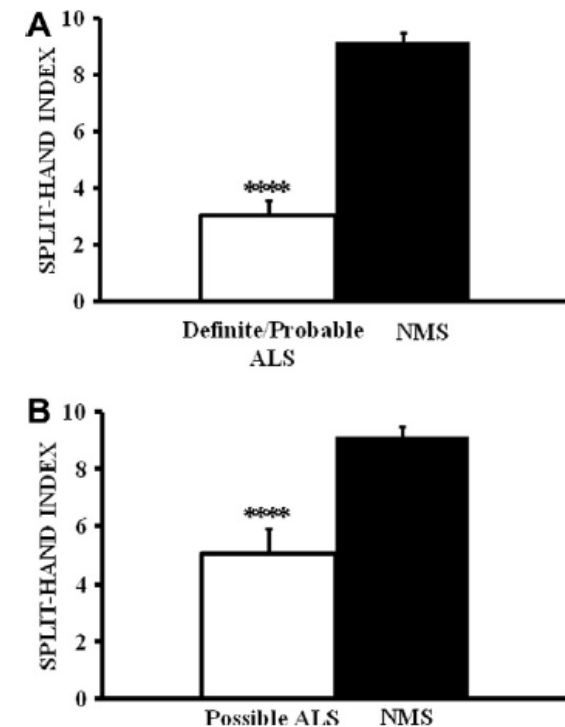 A
SPLIT-HAND INDEX
10
8
6
4
2
0
****
Definite/Probable
ALS
NMS
B
SPLIT-HAND INDEX
10
8
6
4
2
0
****
Possible ALS
NMS